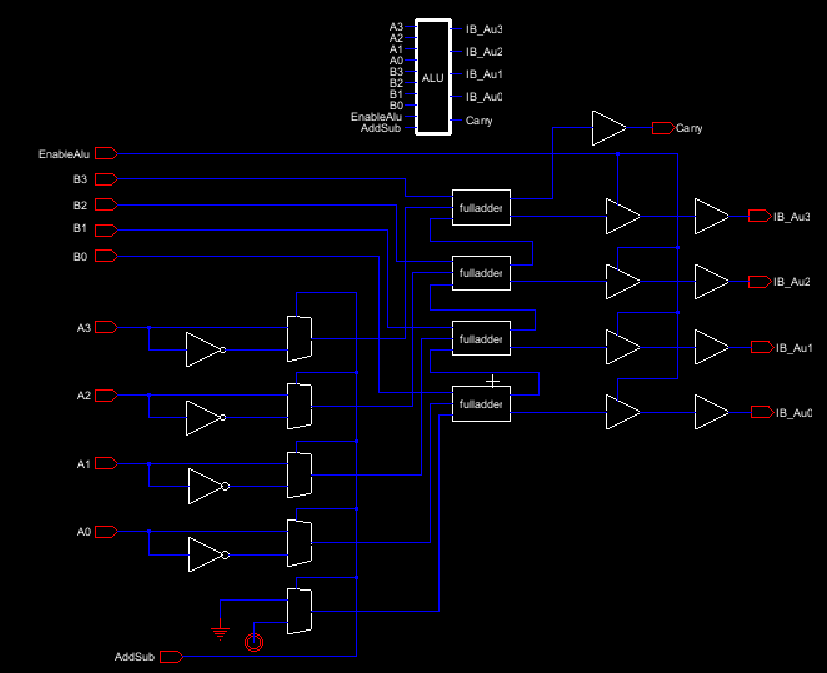 A3
A2
A1
A0
B3
B2
B1
B0
EnableAlu
AddSub
ALU
IB_Au3
IB_Au2
IB_Au1
IB_Au0
Carry
Carry
EnableAlu
B3
B2
B1
B0
fulladder
IB_Au3
fulladder
IB_Au2
A3
fulladder
IB_Au1
A2
fulladder
IB_Au0
A1
A0
AddSub